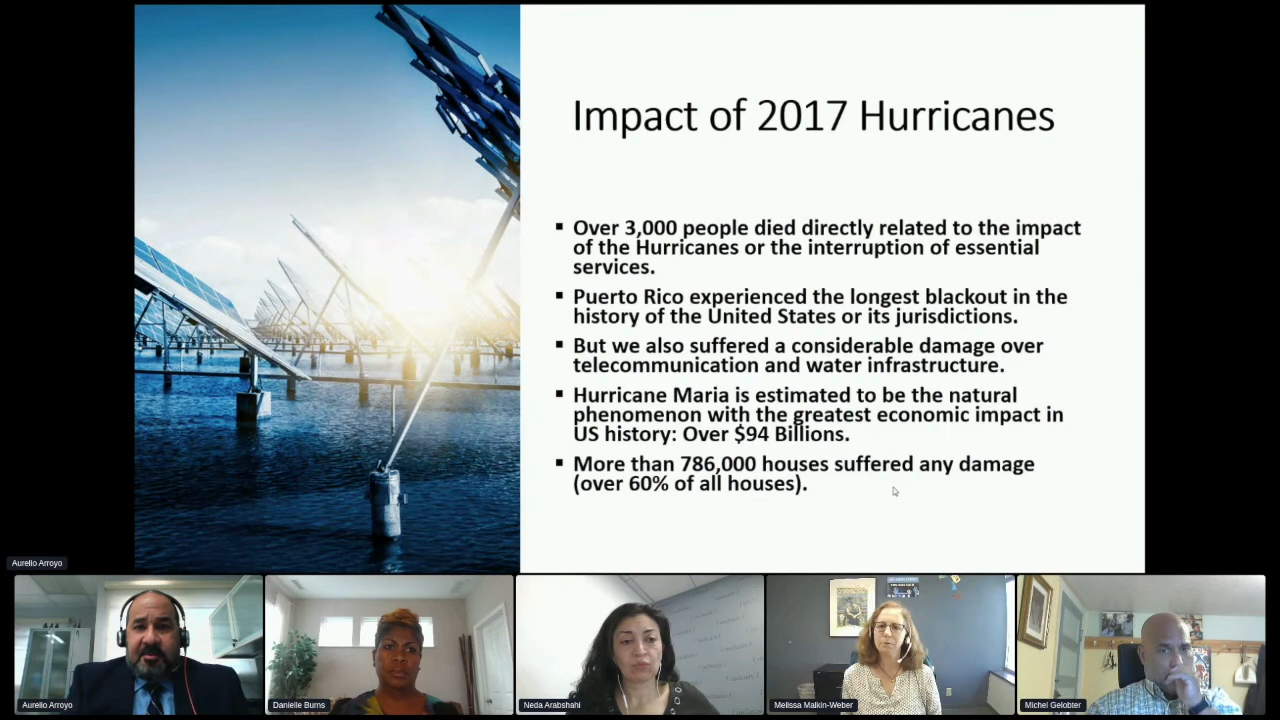 Impact of 2017 Hurricanes
▪ Over 3,000 people died directly related to the impact
of the Hurricanes or the interruption of essential
services.
▪ Puerto Rico experienced the longest blackout in the
history of the United States or its jurisdictions.
▪ But we also suffered a considerable damage over
telecommunication and water infrastructure.
▪ Hurricane Maria is estimated to be the natural
phenomenon with the greatest economic impact in
US history: Over $94 Billions.
▪ More than 786,000 houses suffered any damage
(over 60% of all houses).
Aurelio Arroyo
Aurelio Arroyo
Danielle Burns
Neda Arabshahi
Melissa Malkin-Weber
Michel Gelobter